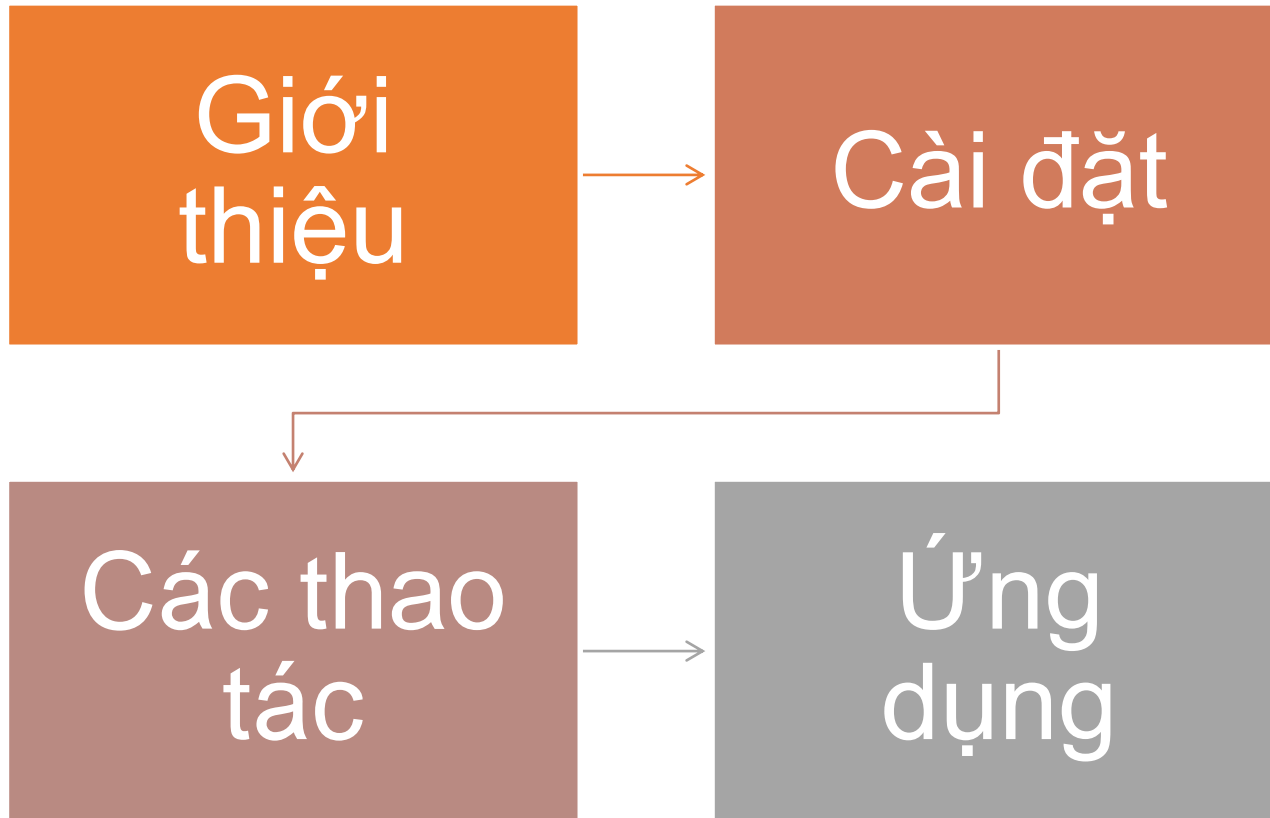 Giới
thiệu
Cài đặt
Các thao
tác
Ứng
dụng